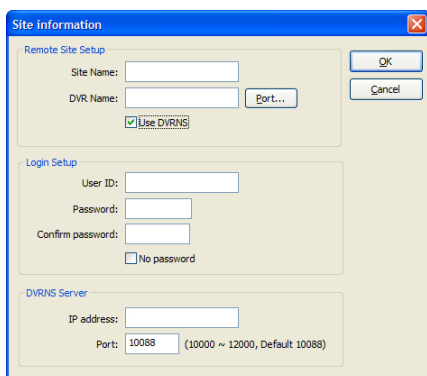 Site information
Remote Site Setup
Site Name:
OK
DVR Name:
Port...
Cancel
Use DVRNS
Login Setup
User ID:
Password:
Confirm password:
No password
DVRNS Server
IP address:
Port: 10088 (10000 ~ 12000, Default 10088)